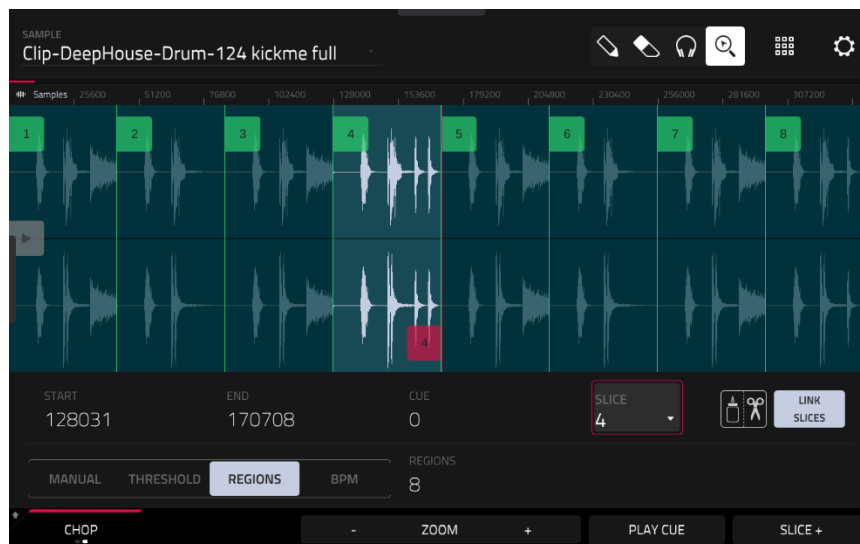 SAMPLE
Clip-DeepHouse-Drum-124 kickme full
Samples 25600 51200 76800 102400 128000 153600 179200 204800 230400 256000 281600 307200
1 2 3 4 5 6 7 8
4
START END CUE SLICE
128031 170708 0 4
LINK
SLICES
REGIONS
MANUAL THRESHOLD REGIONS BPM 8
CHOP - ZOOM + PLAY CUE SLICE +